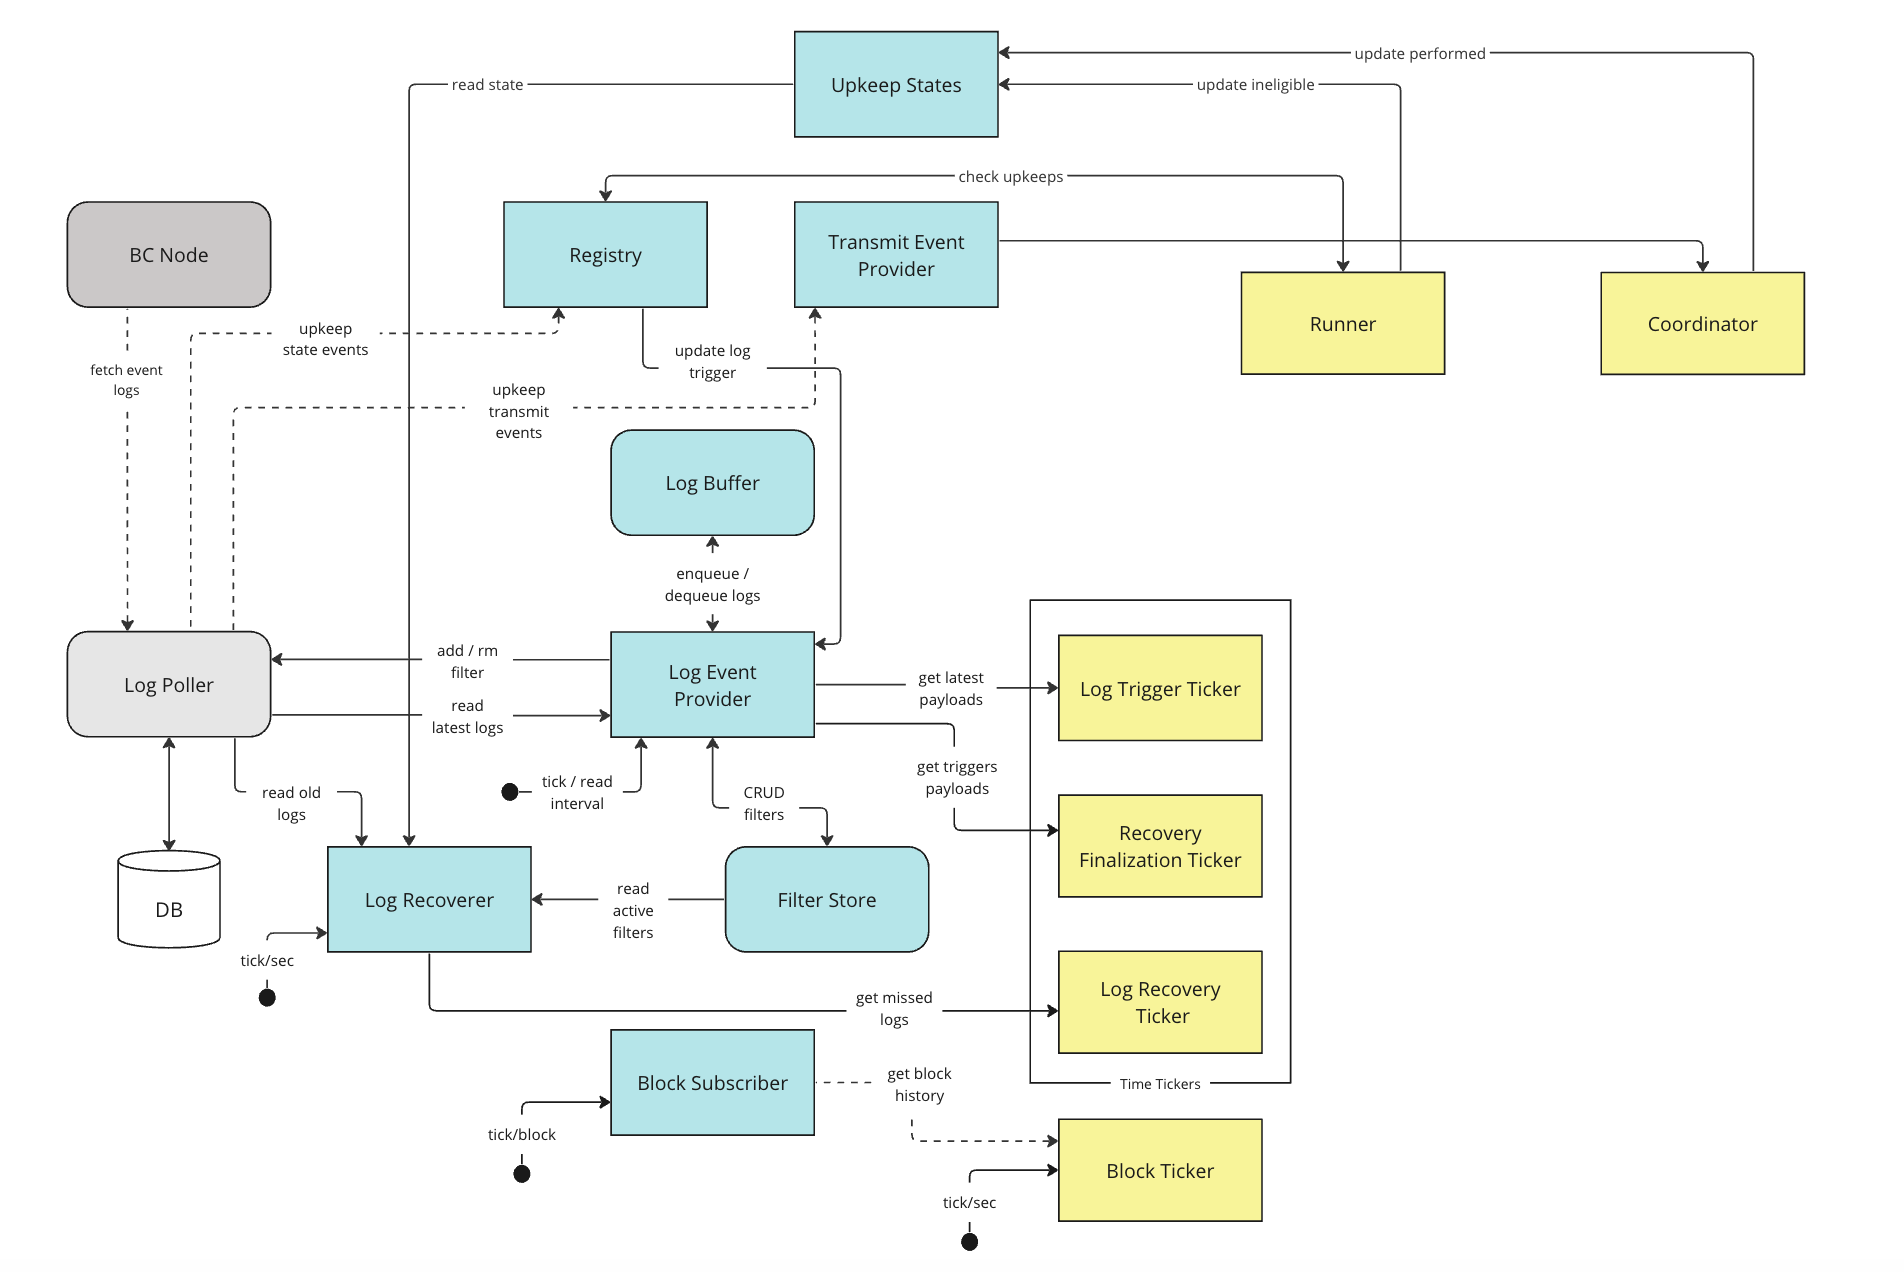 update performed
read state
Upkeep States
update ineligible
check upkeeps
BC Node
Registry
Transmit Event
Provider
Runner
Coordinator
upkeep
state events
update log
trigger
fetch event
logs
upkeep
transmit
events
Log Buffer
enqueue /
dequeue logs
add / rm
filter
Log Poller
Log Event
Provider
get latest
payloads
Log Trigger Ticker
read
latest logs
get triggers
payloads
tick / read
interval
CRUD
filters
read old
logs
Recovery
Finalization Ticker
DB
Log Recoverer
read
active
filters
Filter Store
tick/sec
get missed
logs
Log Recovery
Ticker
Block Subscriber
get block
history
Time Tickers
tick/block
Block Ticker
tick/sec